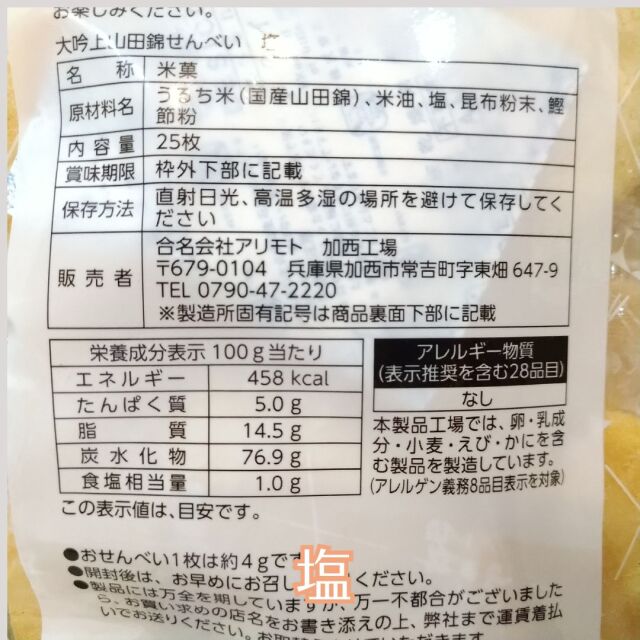 お楽しみください。
大吟上山田錦せんべい 塩
名称 米菓
原材料名 うるち米(国産山田錦)、米油、塩、昆布粉末、鰹
節粉
内容量 25枚
賞味期限 枠外下部に記載
保存方法 直射日光、高温多湿の場所を避けて保存してく
ださい
販売者 合名会社アリモト 加西工場
〒679-0104 兵庫県加西市常吉町字東畑647-9
TEL 0790-47-2220
※製造所固有記号は商品裏面下部に記載
栄養成分表示 100g当たり
エネルギー 458 kcal
たんぱく質 5.0 g
脂質 14.5 g
炭水化物 76.9 g
食塩相当量 1.0 g
この表示値は、目安です。
アレルギー物質
(表示推奨を含む28品目)
なし
本製品工場では、卵・乳成
分・小麦・えび・かにを含
む製品を製造しています。
(アレルゲン義務8品目表示を対象)
●おせんべい1枚は約4gで
塩
●開封後は、お早めにお召し ください。
●製品には万全を期していますが、万一不都合がございました
ら、お買い求めの店名をお書き添えの上、弊社まで運賃着払
いでお送りください。